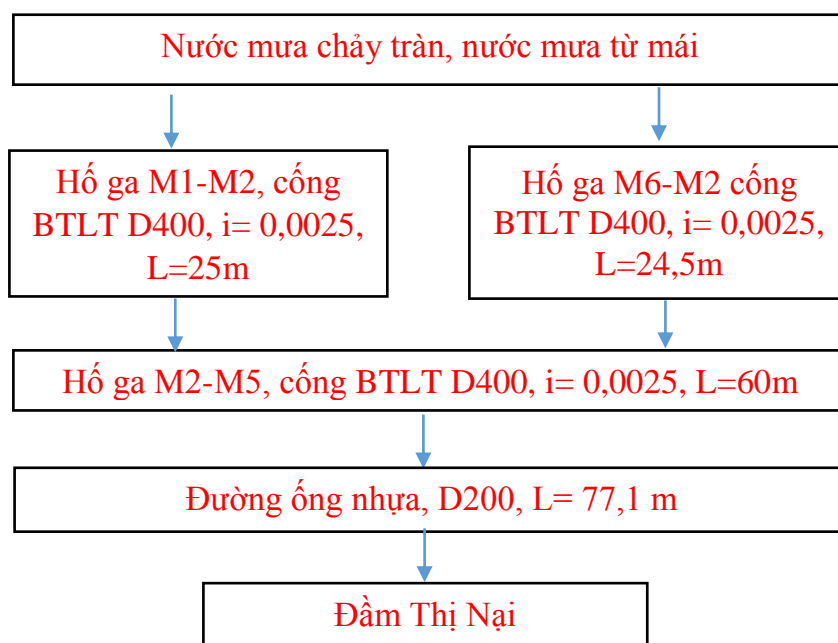 Nước mưa chảy tràn, nước mưa từ mái
Hố ga M1-M2, cống
BTLT D400, i= 0,0025,
L=25m
Hố ga M6-M2 cống
BTLT D400, i= 0,0025,
L=24,5m
Hố ga M2-M5, cống BTLT D400, i= 0,0025, L=60m
Đường ống nhựa, D200, L= 77,1 m
Đầm Thị Nại